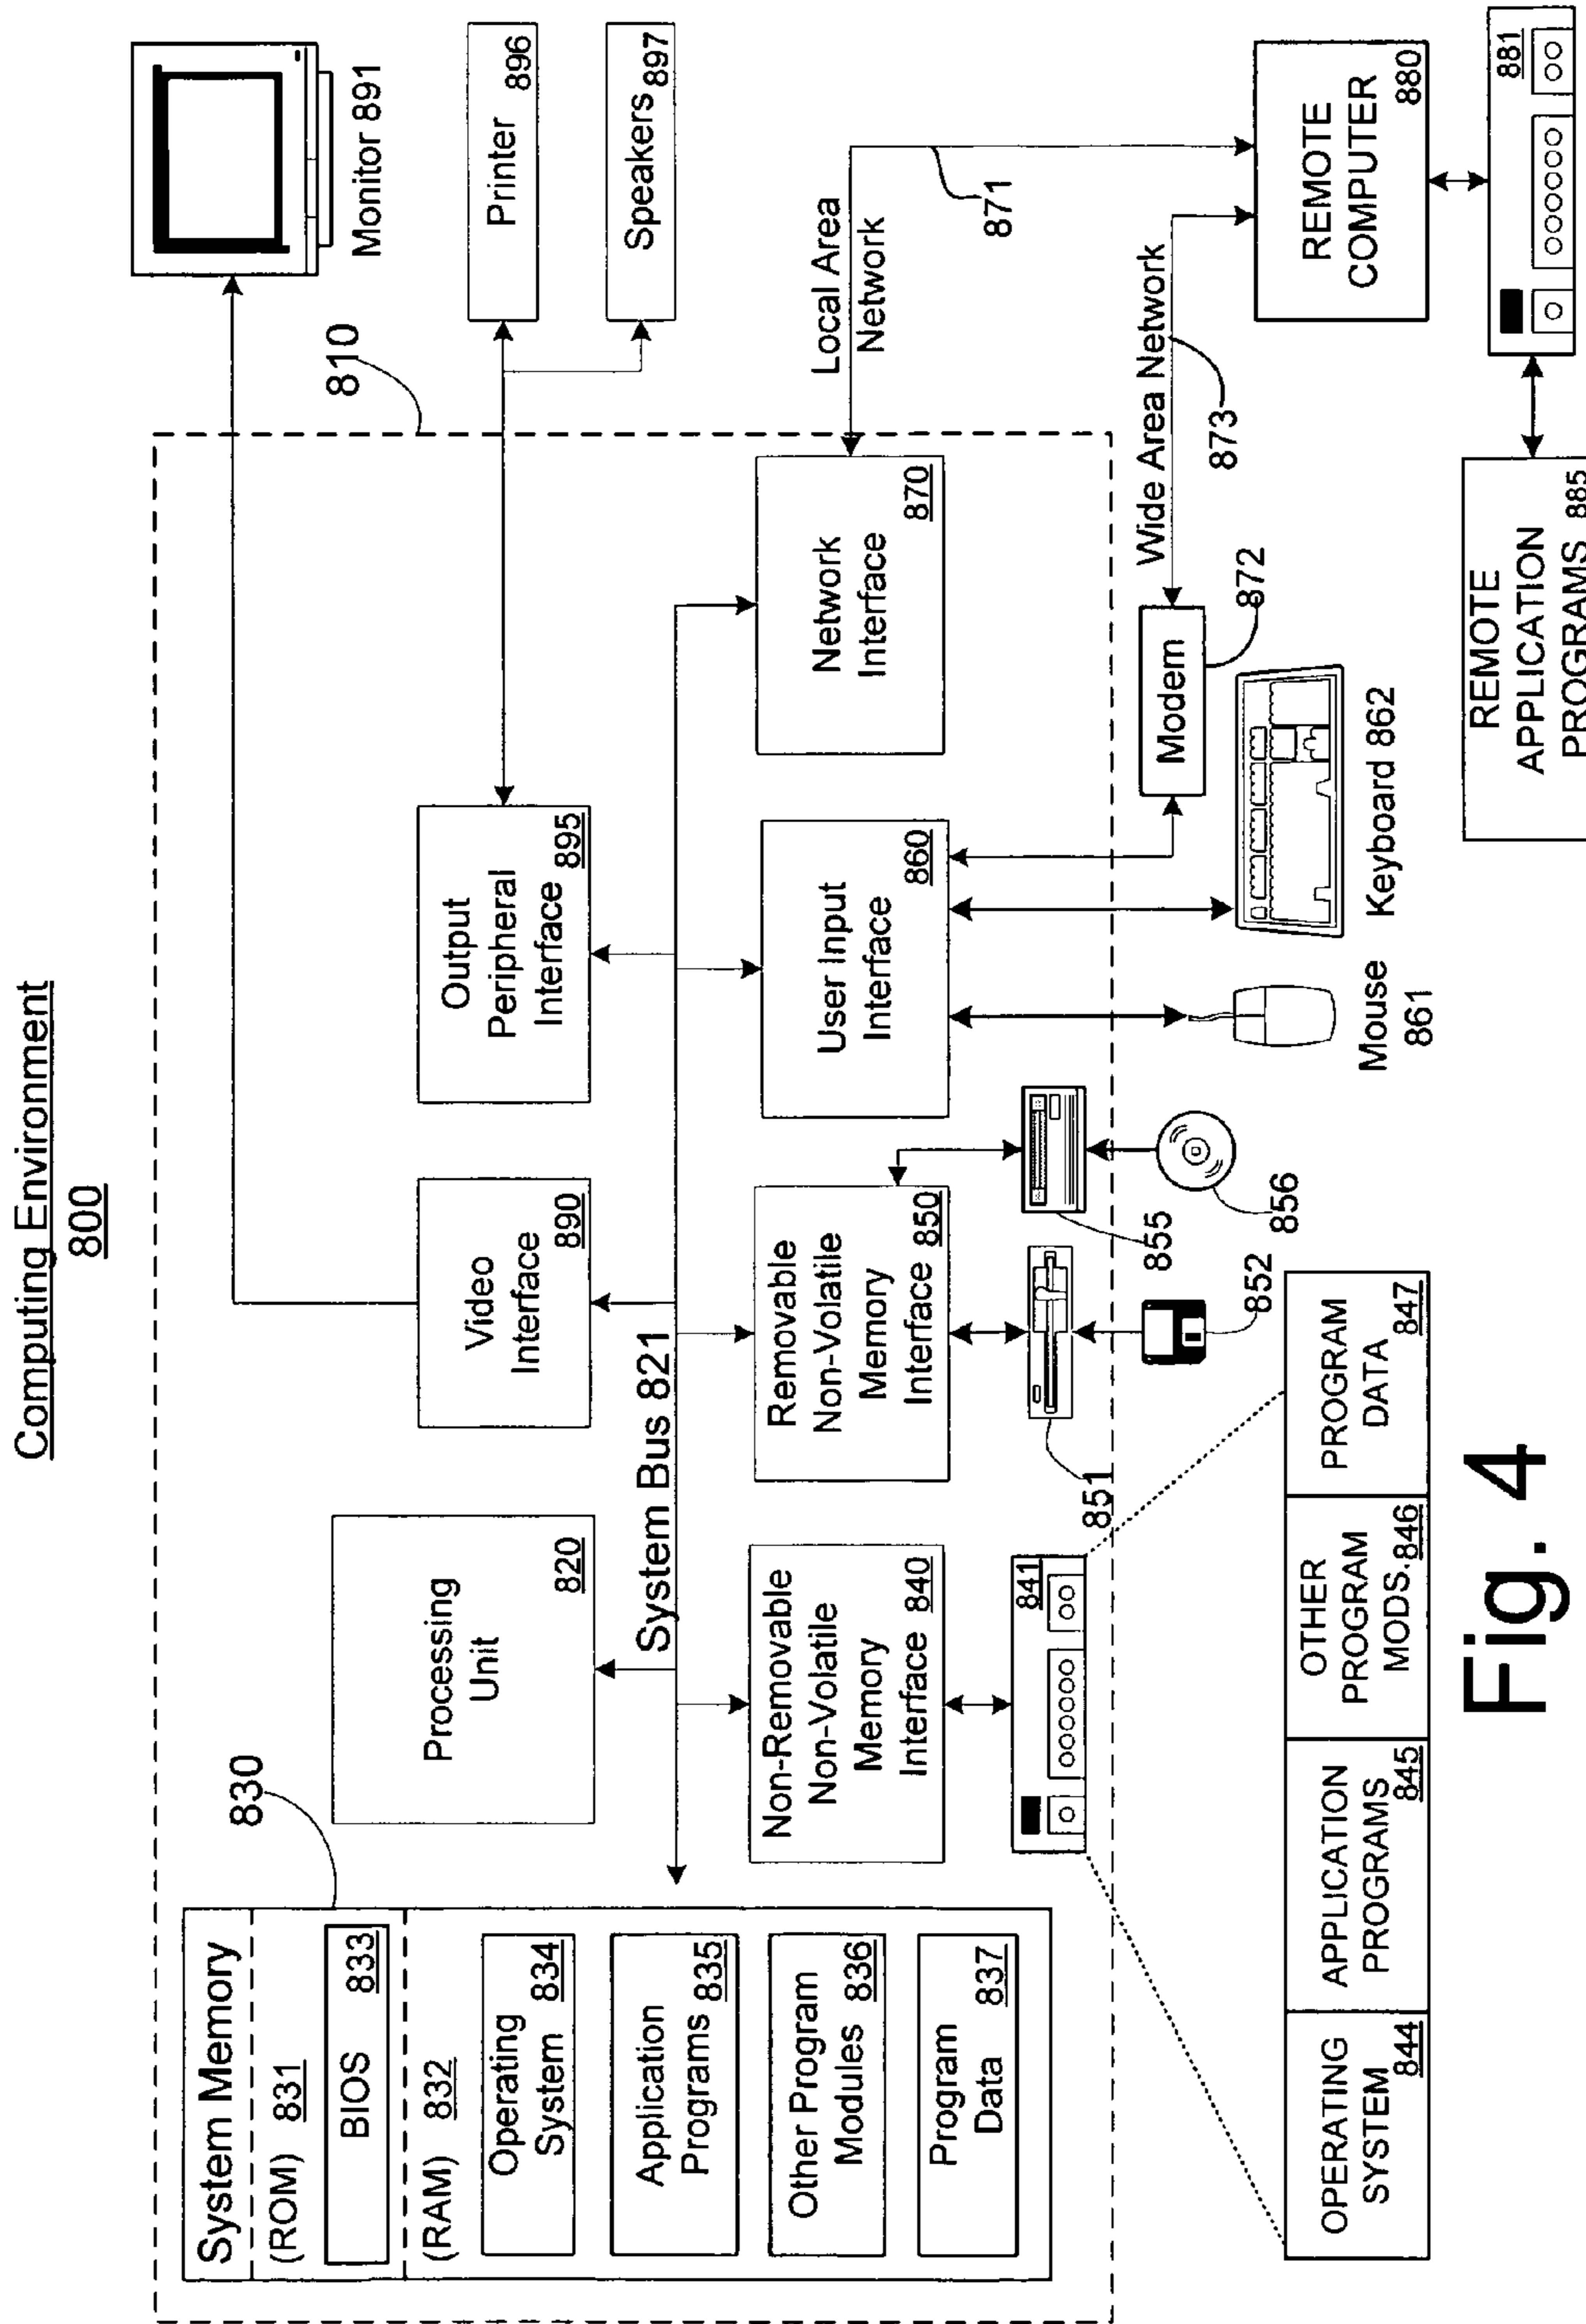 Computing Environment
800
System Memory
(ROM) 831
BIOS 833
(RAM) 832
Operating
System 834
Application
Programs 835
Other Program
Modules 836
Program
Data 837
830
Processing
Unit
820
Video
Interface
890
Output
Peripheral
Interface 895
810
Monitor 891
Printer
896
Speakers 897
System Bus 821
Non-Removable
Non-Volatile
Memory
Interface 840
Removable
Non-Volatile
Memory
Interface 850
User Input
Interface
860
Network
Interface
870
Local Area
Network
871
841
851
852
855
856
Mouse
861
Keyboard 862
Modem
872
Wide Area Network
873
REMOTE
COMPUTER
880
881
REMOTE
APPLICATION
PROGRAMS 885
OPERATING
SYSTEM
844
APPLICATION
PROGRAMS
845
OTHER
PROGRAM
MODS. 846
PROGRAM
DATA
847
Fig. 4